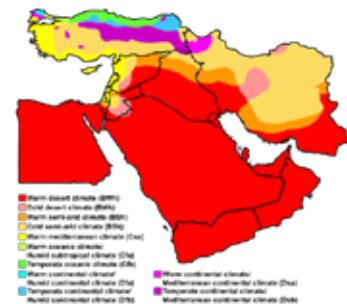 Warm desert climate (BWh)
Cold desert climate (BWk)
Warm semi-arid climate (BSh)
Cold semi-arid climate (BSk)
Warm mediterranean climate (Csa)
Warm oceanic climate/
Humid subtropical climate (Cfa)
Temperate oceanic climate (Cfb)
Warm continental climate/
Humid continental climate (Dfa)
Temperate continental climate/
Humid continental climate (Dfb)
Warm continental climate/
Mediterranean continental climate (Dsa)
Temperate continental climate/
Mediterranean continental climate (Dsb)